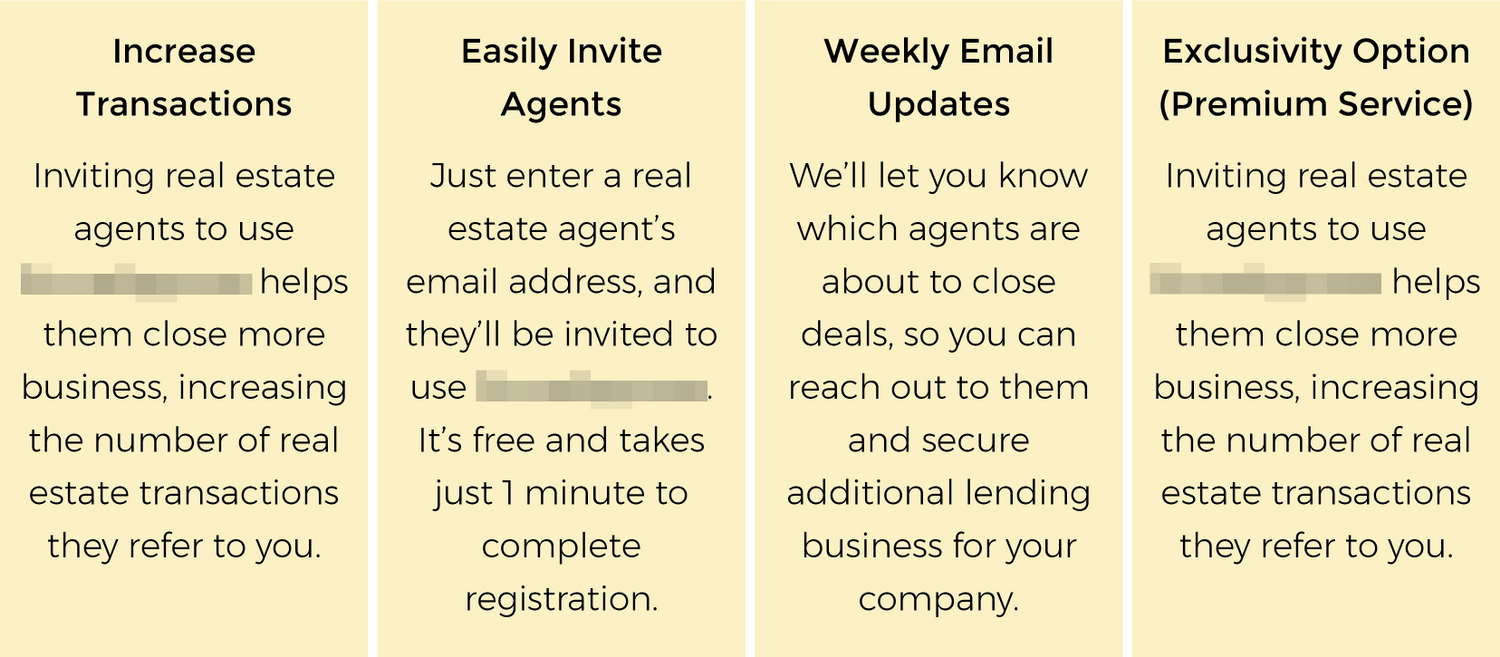 Increase
Transactions
Inviting real estate
agents to use
helps
them close more
business, increasing
the number of real
estate transactions
they refer to you.
Easily Invite
Agents
Just enter a real
estate agent's
email address, and
they'll be invited to
use .
It's free and takes
just 1 minute to
complete
registration.
Weekly Email
Updates
We'll let you know
which agents are
about to close
deals, so you can
reach out to them
and secure
additional lending
business for your
company.
Exclusivity Option
(Premium Service)
Inviting real estate
agents to use
helps
them close more
business, increasing
the number of real
estate transactions
they refer to you.